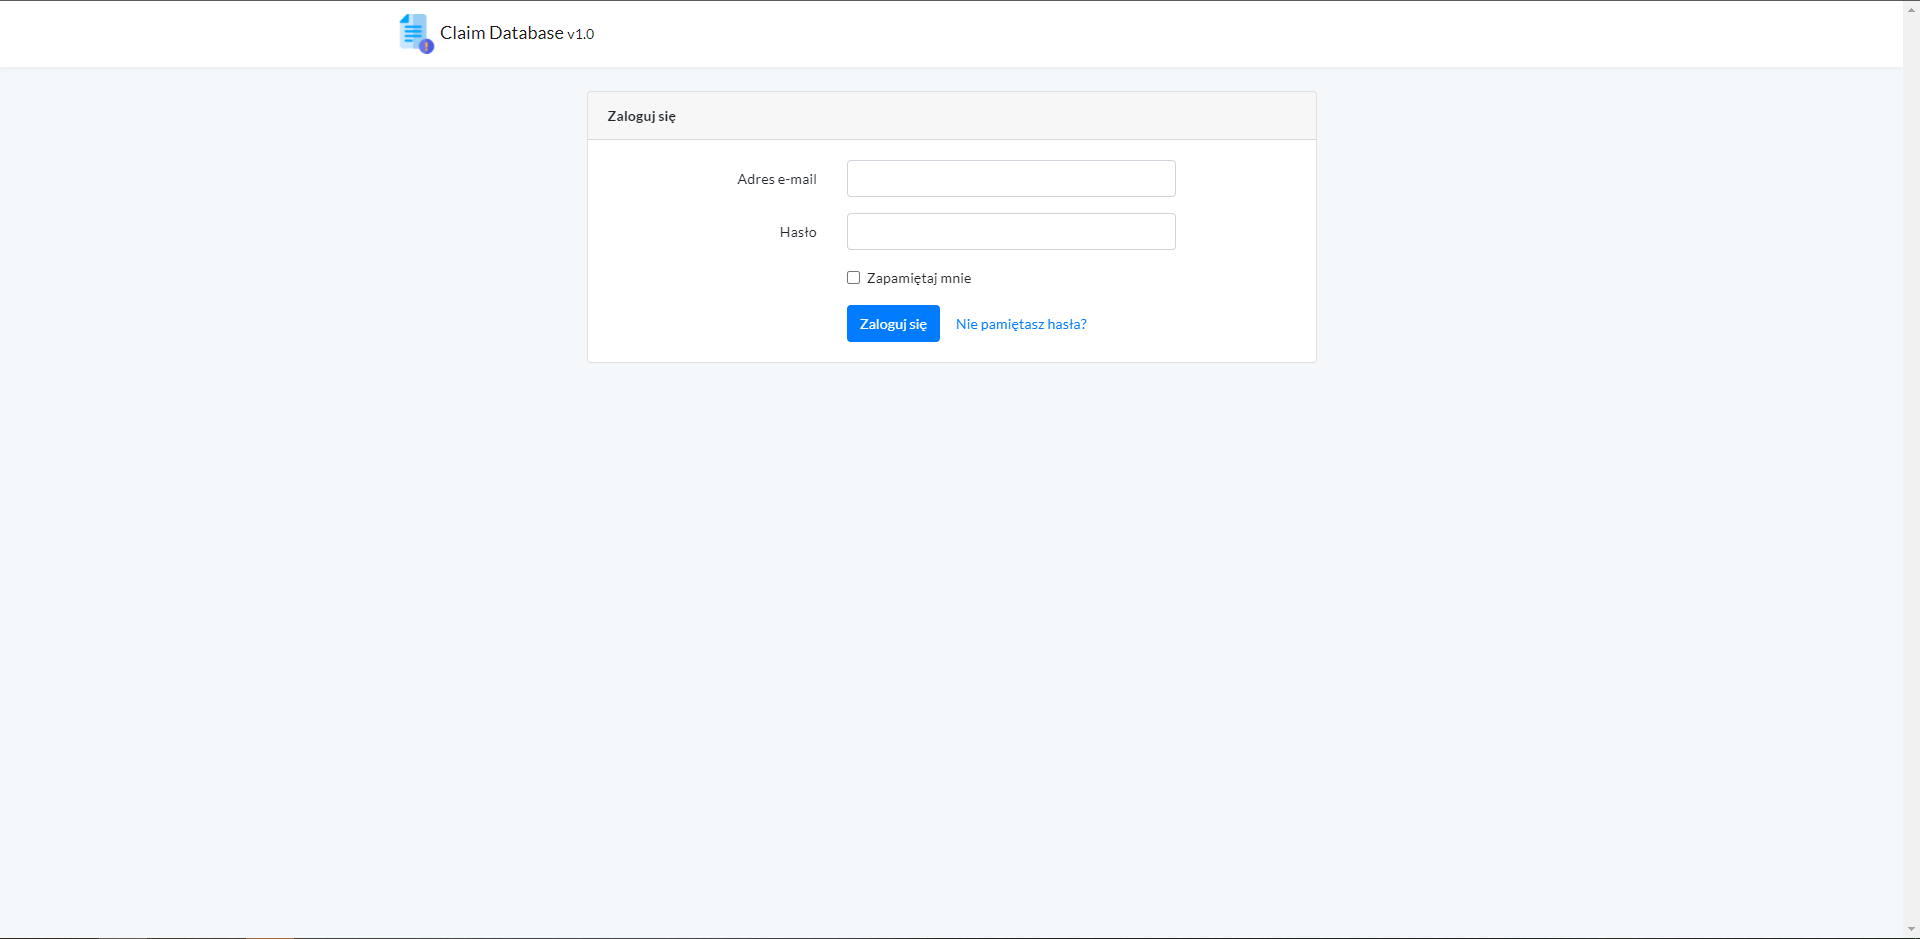 Claim Database v1.0
Zaloguj się
Adres e-mail
Hasło
Zapamiętaj mnie
Zaloguj się Nie pamiętasz hasła?